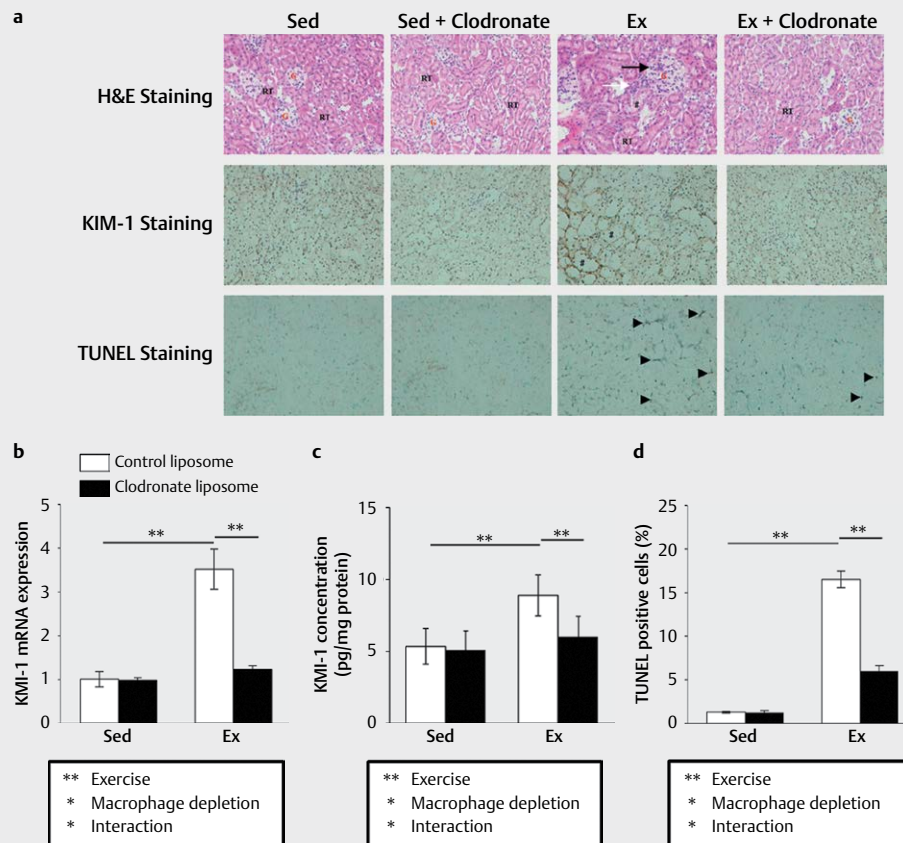 a
Sed
Sed + Clodronate
Ex
Ex + Clodronate
H&E Staining
G
RT
G
RT
RT
RT
G
G
#
RT
RT
G
KIM-1 Staining
#
#
TUNEL Staining
b
Control liposome
Clodronate liposome
KMI-1 mRNA expression
5
4
3
2
1
0
**
**
Sed
Ex
** Exercise
* Macrophage depletion
* Interaction
c
KMI-1 concentration
(pg/mg protein)
15
10
5
0
**
**
Sed
Ex
** Exercise
* Macrophage depletion
* Interaction
d
TUNEL positive cells (%)
25
20
15
10
5
0
**
**
Sed
Ex
** Exercise
* Macrophage depletion
* Interaction